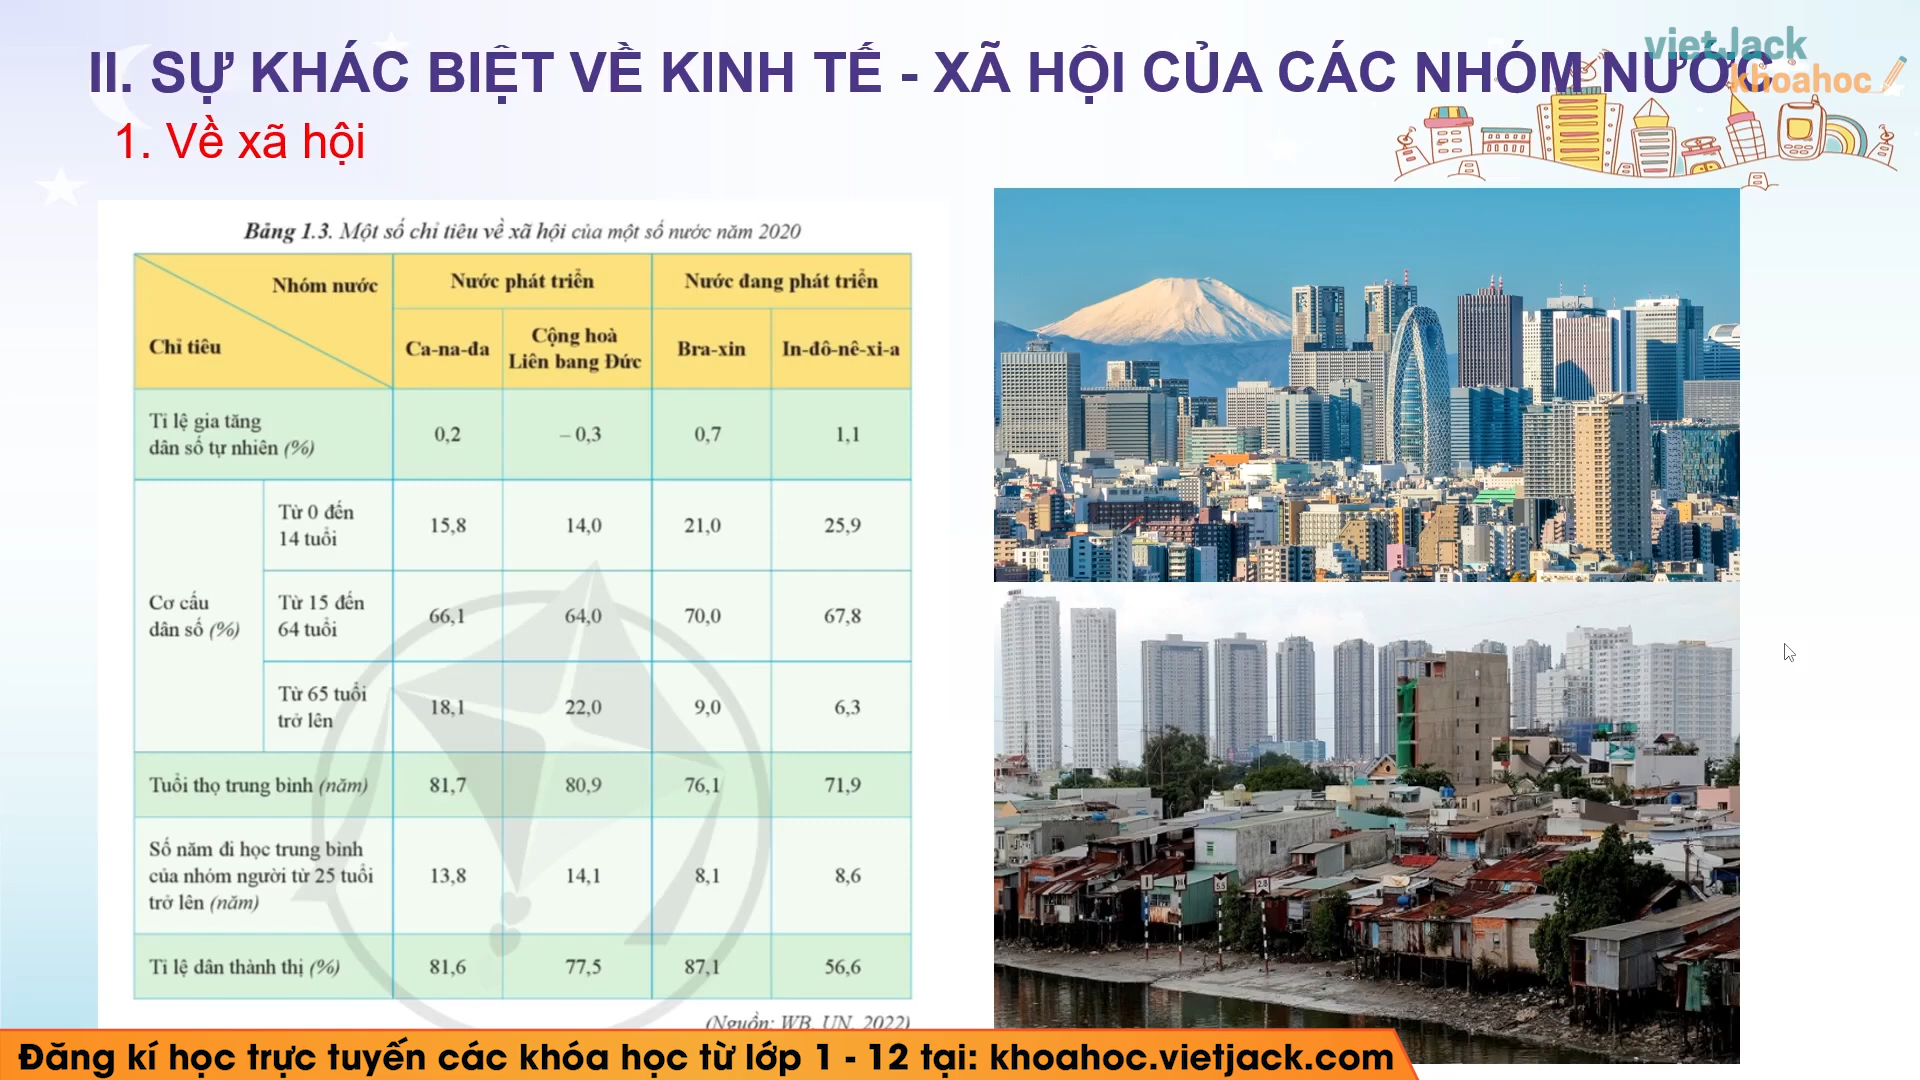 II. SỰ KHÁC BIỆT VỀ KINH TẾ - XÃ HỘI CỦA CÁC NHÓM NƯỚC
vietJack
khoahoc
1. Về xã hội
Bảng 1.3. Một số chỉ tiêu về xã hội của một số nước năm 2020
Nhóm nước
Chỉ tiêu
Nước phát triển
Nước đang phát triển
Ca-na-đa
Cộng hoà
Liên bang Đức
Bra-xin
In-đô-nê-xi-a
Tỉ lệ gia tăng
dân số tự nhiên (%)
0,2
– 0,3
0,7
1,1
Cơ cấu
dân số (%)
Từ 0 đến
14 tuổi
15,8
14,0
21,0
25,9
Từ 15 đến
64 tuổi
66,1
64,0
70,0
67,8
Từ 65 tuổi
trở lên
18,1
22,0
9,0
6,3
Tuổi thọ trung bình (năm)
81,7
80,9
76,1
71,9
Số năm đi học trung bình
của nhóm người từ 25 tuổi
trở lên (năm)
13,8
14,1
8,1
8,6
Tỉ lệ dân thành thị (%)
81,6
77,5
87,1
56,6
(Nguồn: WB, UN, 2022)
Đăng kí học trực tuyến các khóa học từ lớp 1 - 12 tại: khoahoc.vietjack.com